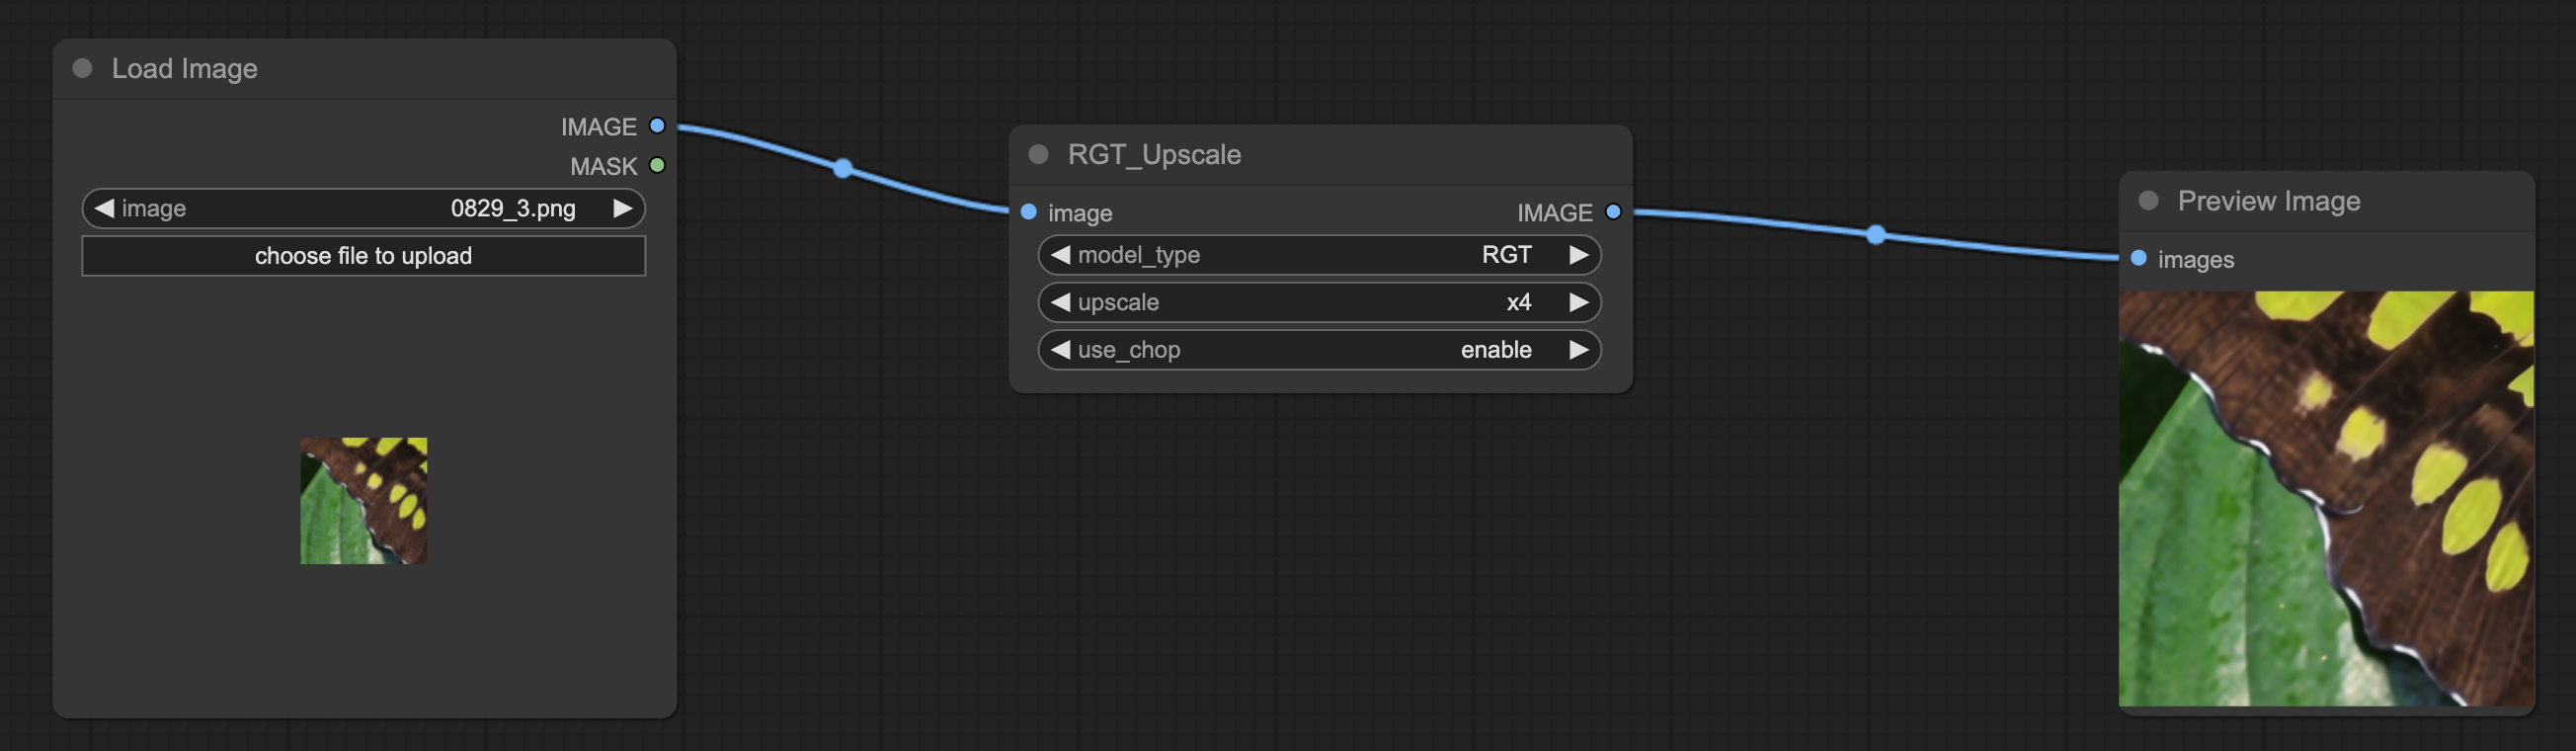 Load Image
IMAGE
MASK
image 0829_3.png
choose file to upload
RGT_Upscale
image IMAGE
model_type RGT
upscale x4
use_chop enable
Preview Image
images